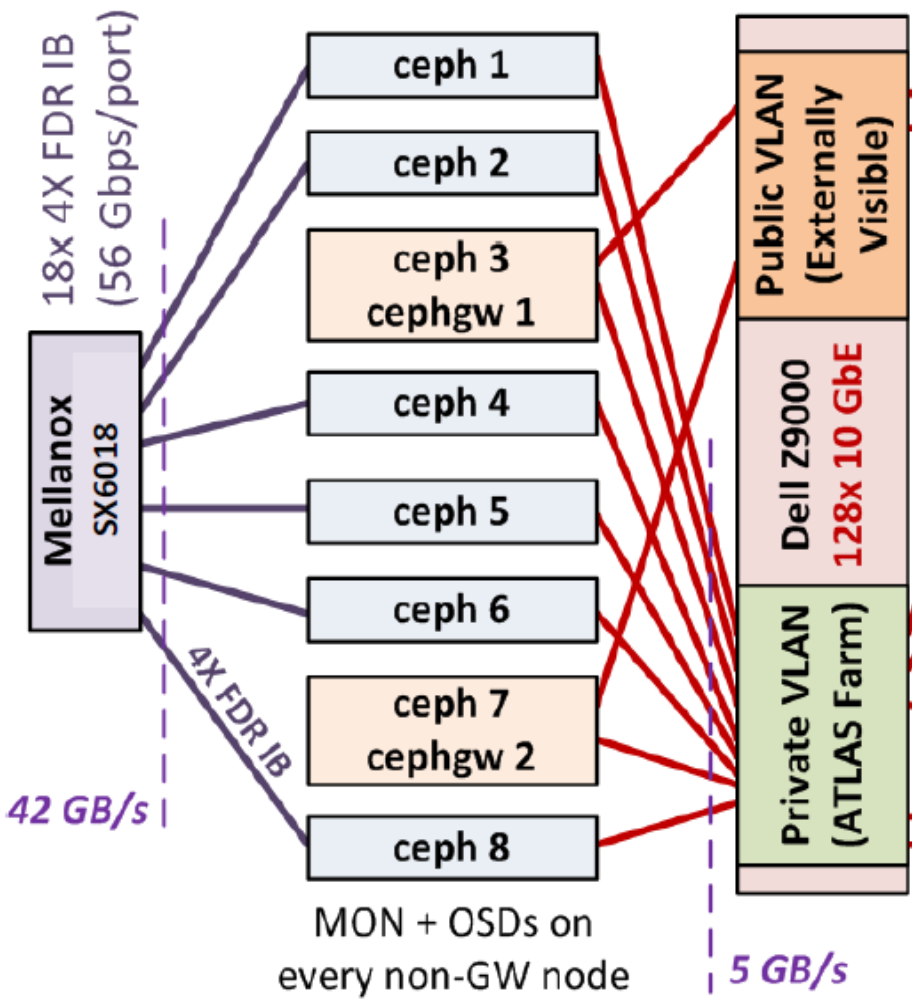 18x 4X FDR IB
(56 Gbps/port)
Mellanox
SX6018
42 GB/s
4X FDR IB
ceph 1
ceph 2
ceph 3
cephgw 1
ceph 4
ceph 5
ceph 6
ceph 7
cephgw 2
ceph 8
MON + OSDs on
every non-GW node
Public VLAN
(Externally
Visible)
Dell Z9000
128x 10 GbE
Private VLAN
(ATLAS Farm)
5 GB/s